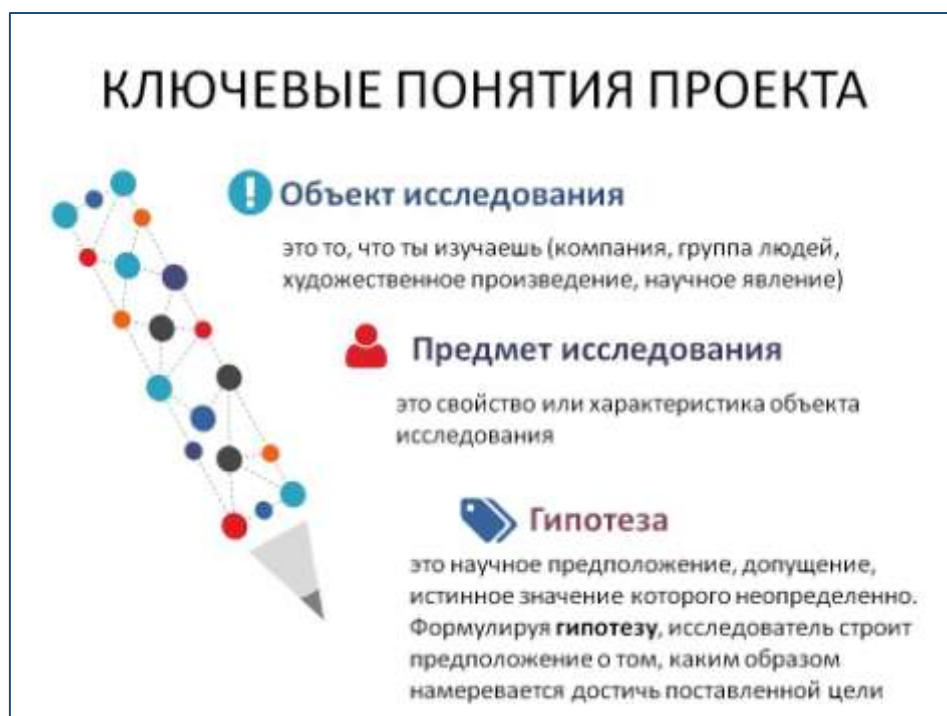 КЛЮЧЕВЫЕ ПОНЯТИЯ ПРОЕКТА
Объект исследования
это то, что ты изучаешь (компания, группа людей,
художественное произведение, научное явление)
Предмет исследования
это свойство или характеристика объекта
исследования
Гипотеза
это научное предположение, допущение,
истинное значение которого неопределенно.
Формулируя гипотезу, исследователь строит
предположение о том, каким образом
намеревается достичь поставленной цели